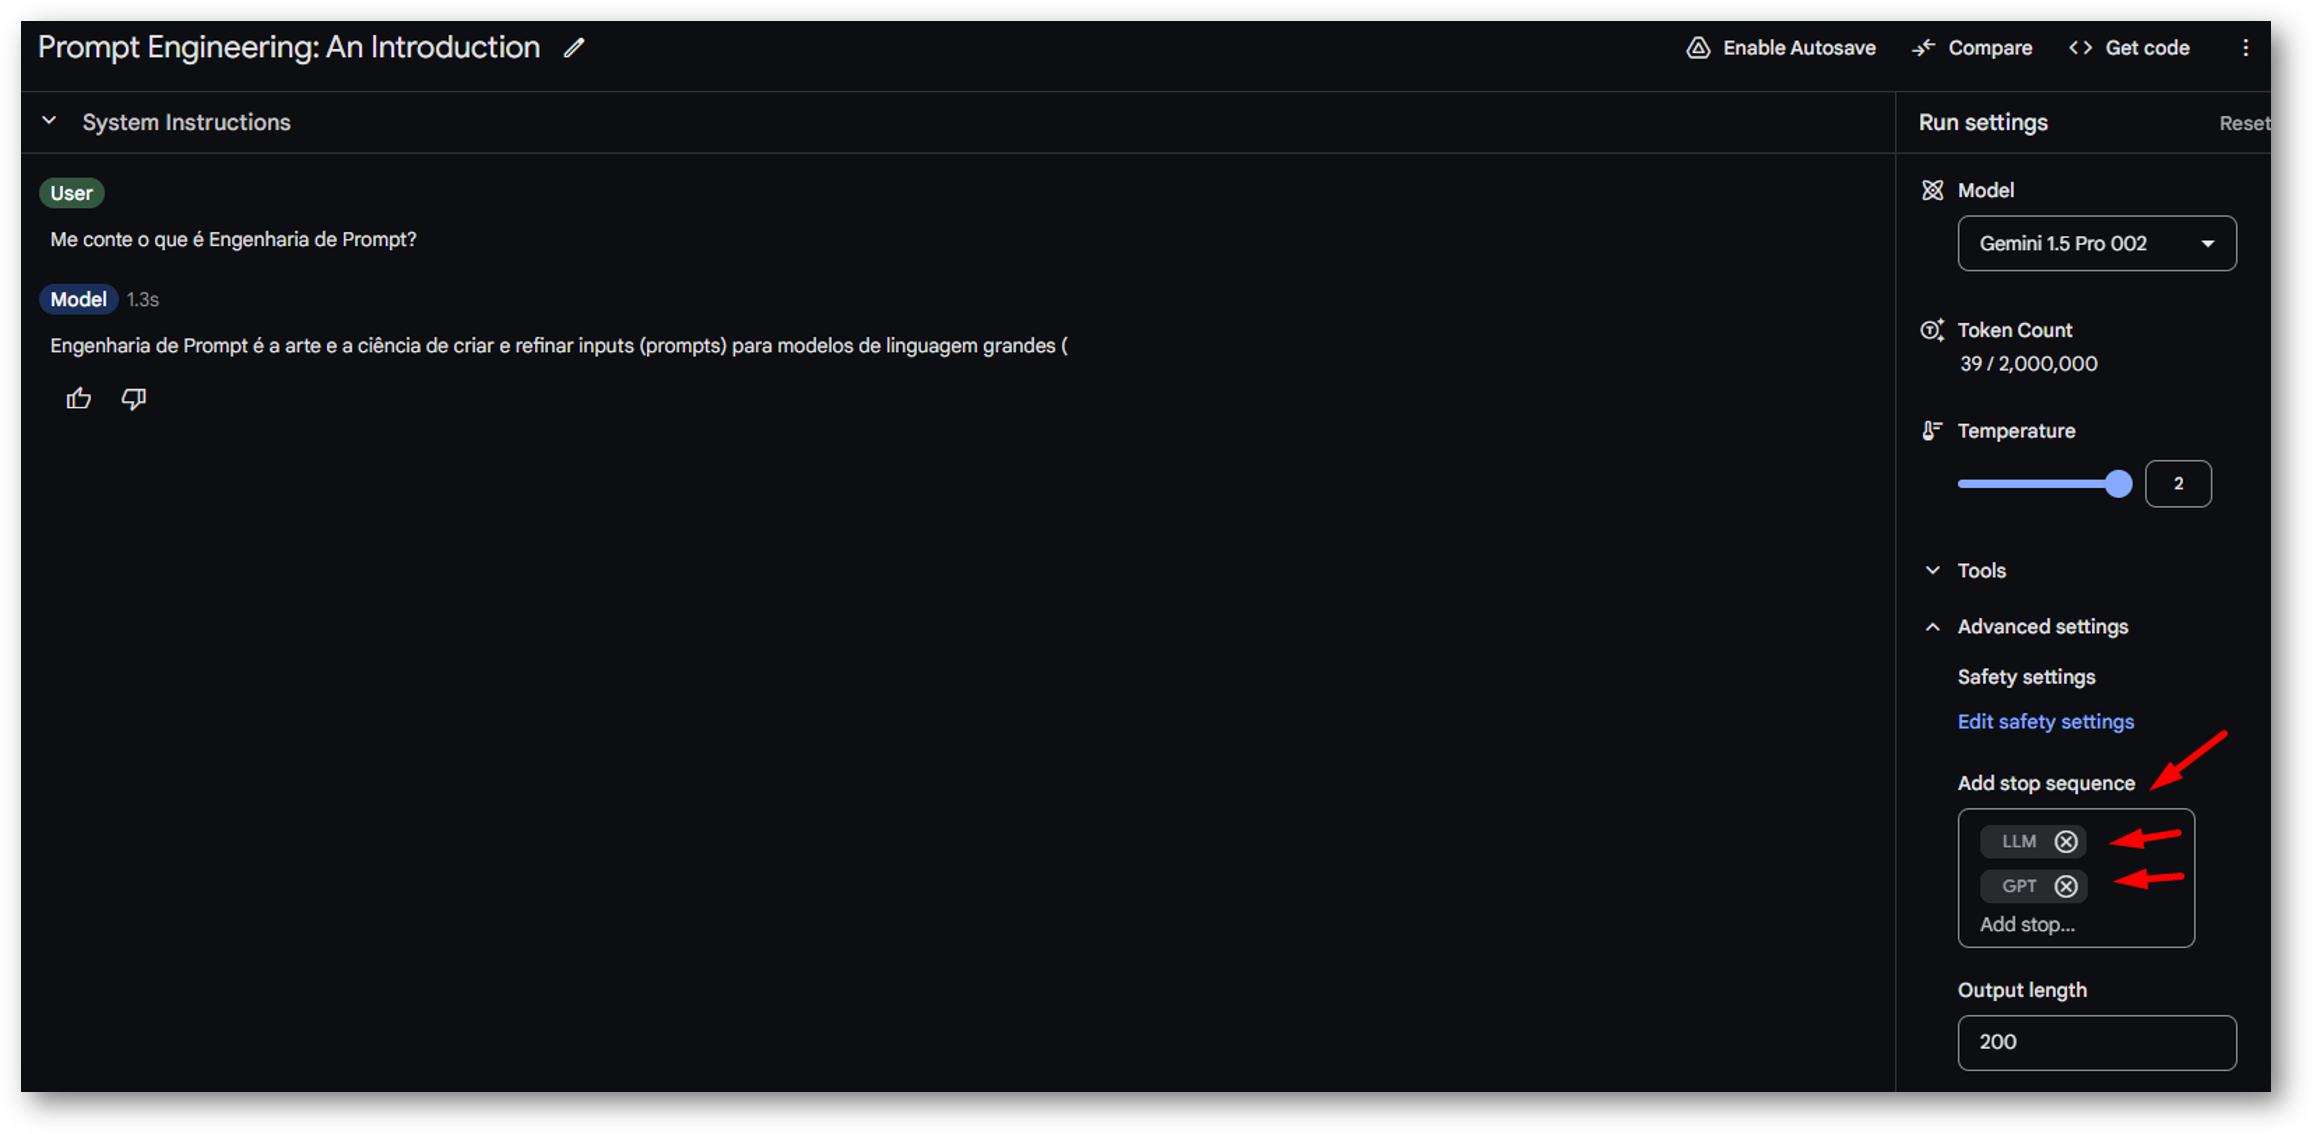 Prompt Engineering: An Introduction
Enable Autosave
Compare
Get code
System Instructions
Run settings
Reset
User
Me conte o que é Engenharia de Prompt?
Model 1.3s
Engenharia de Prompt é a arte e a ciência de criar e refinar inputs (prompts) para modelos de linguagem grandes (
Model
Gemini 1.5 Pro 002
Token Count
39 / 2,000,000
Temperature
2
Tools
Advanced settings
Safety settings
Edit safety settings
Add stop sequence
LLM
GPT
Add stop...
Output length
200